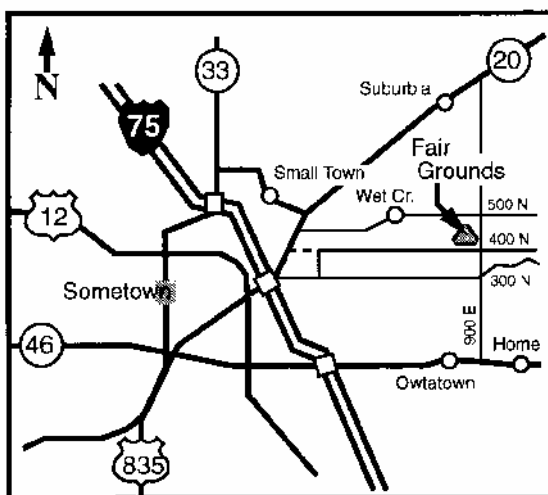 33
20
N
Suburbia
75
Fair
Grounds
Small Town
Wet Cr.
500 N
12
400 N
300 N
Sometown
900 E
46
Home
Owtatown
835